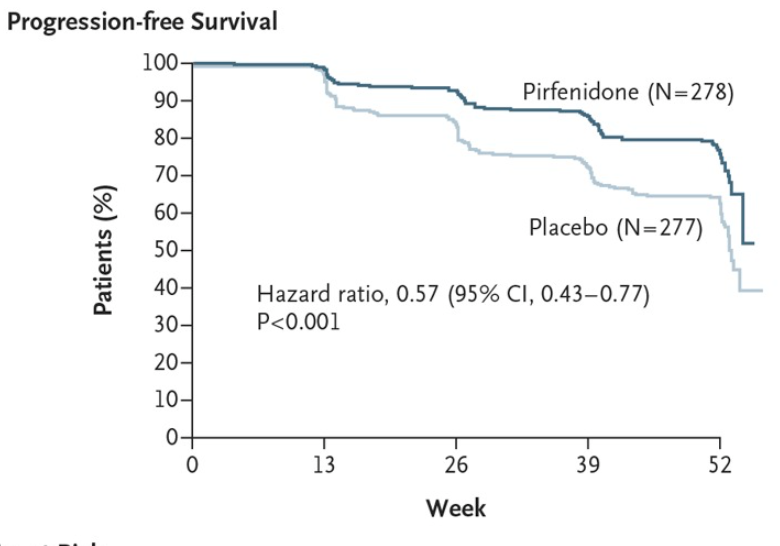 Progression-free Survival
100
90
80
70
60
50
40
30
20
10
0
Patients (%)
Pirfenidone (N=278)
Placebo (N=277)
Hazard ratio, 0.57 (95% CI, 0.43–0.77)
P<0.001
0 13 26 39 52
Week